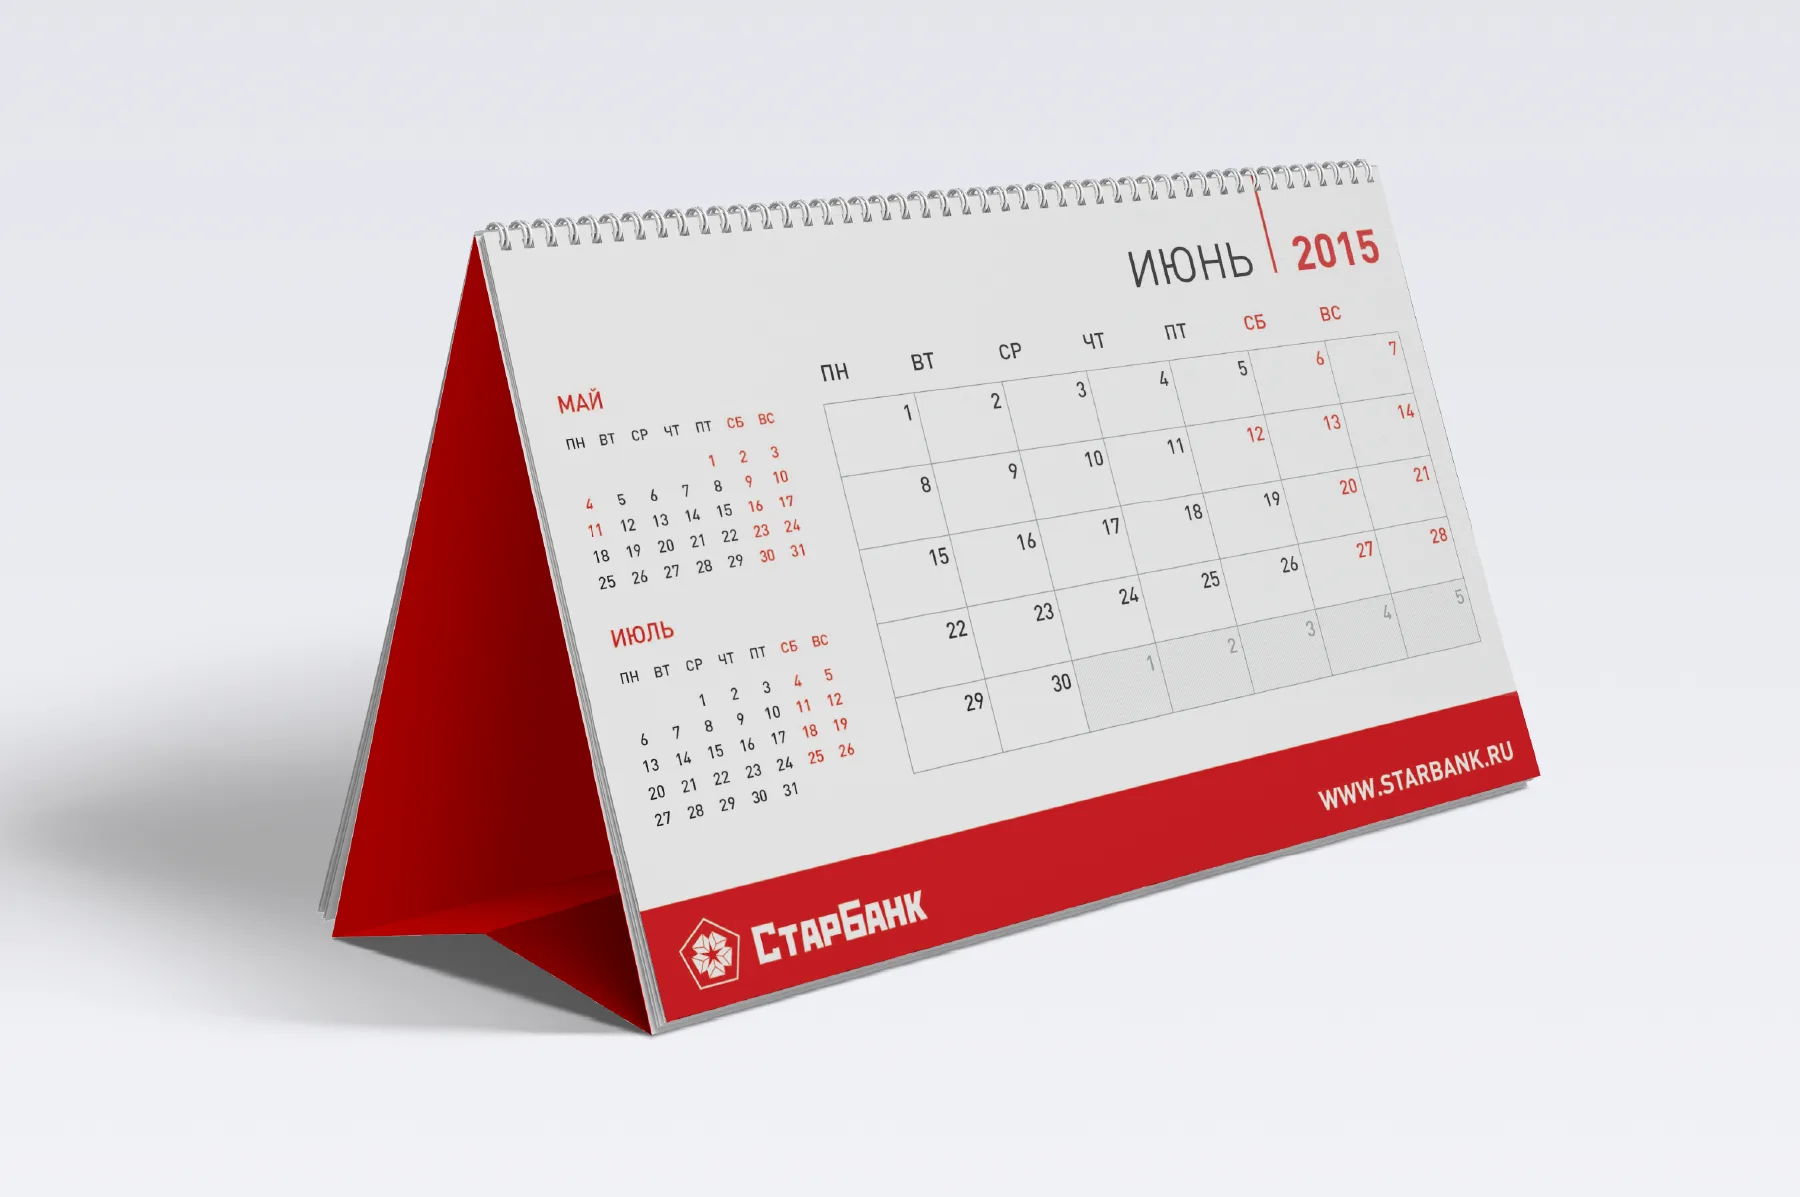 ИЮНЬ 2015
МАЙ
ПН ВТ СР ЧТ ПТ СБ ВС
1 2 3
4 5 6 7 8 9 10
11 12 13 14 15 16 17
18 19 20 21 22 23 24
25 26 27 28 29 30 31
ИЮЛЬ
ПН ВТ СР ЧТ ПТ СБ ВС
1 2 3 4 5
6 7 8 9 10 11 12
13 14 15 16 17 18 19
20 21 22 23 24 25 26
27 28 29 30 31
ПН ВТ СР ЧТ ПТ СБ ВС
1 2 3 4 5 6 7
8 9 10 11 12 13 14
15 16 17 18 19 20 21
22 23 24 25 26 27 28
29 30 1 2 3 4 5
СТАРБАНК
WWW.STARBANK.RU